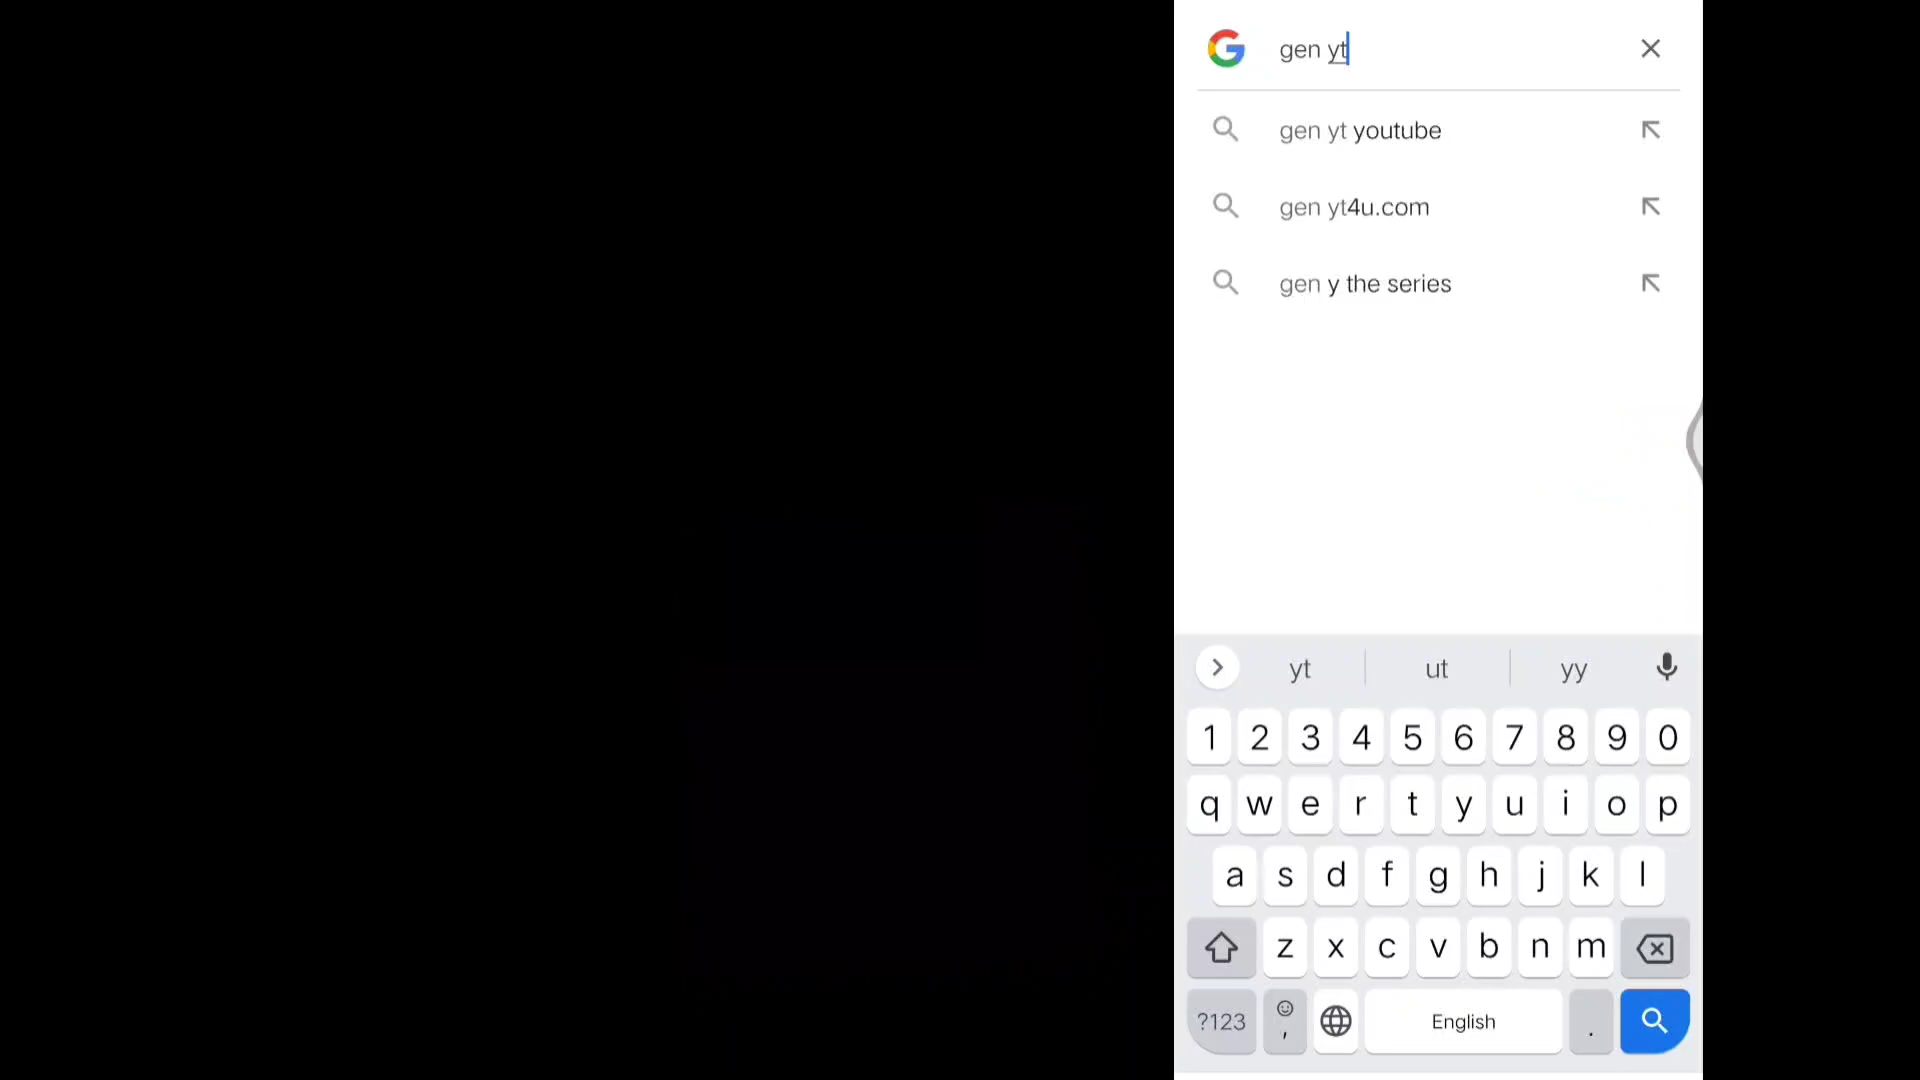 gen yt
gen yt youtube
gen yt4u.com
gen y the series
yt ut yy
1 2 3 4 5 6 7 8 9 0
q w e r t y u i o p
a s d f g h j k l
z x c v b n m
?123 , English .